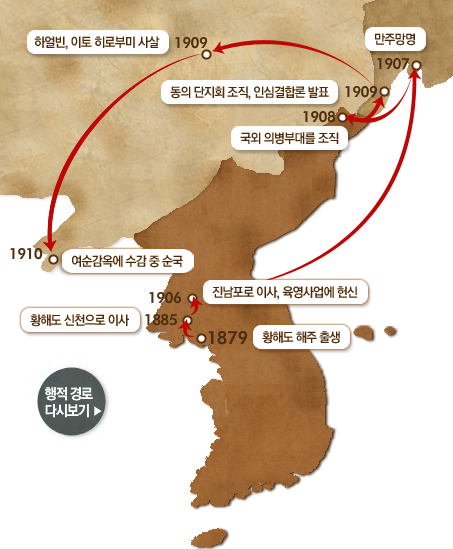 하얼빈, 이토 히로부미 사살
1909
만주망명
1907
동의 단지회 조직, 인심결합론 발표
1909
1908
국외 의병부대를 조직
1910
여순감옥에 수감 중 순국
1906
진남포로 이사, 육영사업에 헌신
황해도 신천으로 이사
1885
1879
황해도 해주 출생
행적 경로
다시보기 ▶